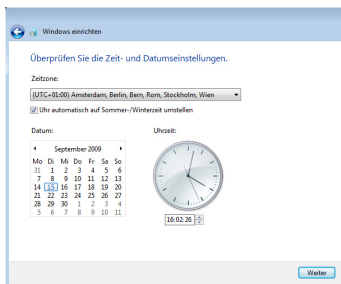 Windows einrichten
Überprüfen Sie die Zeit- und Datumseinstellungen.
Zeitzone:
(UTC+01:00) Amsterdam, Berlin, Bern, Rom, Stockholm, Wien
Uhr automatisch auf Sommer-/Winterzeit umstellen
Datum:
Uhrzeit:
September 2009
Mo Di Mi Do Fr Sa So
31 1 2 3 4 5 6
7 8 9 10 11 12 13
14 15 16 17 18 19 20
21 22 23 24 25 26 27
28 29 30 1 2 3 4
5 6 7 8 9 10 11
16:02:26
Weiter